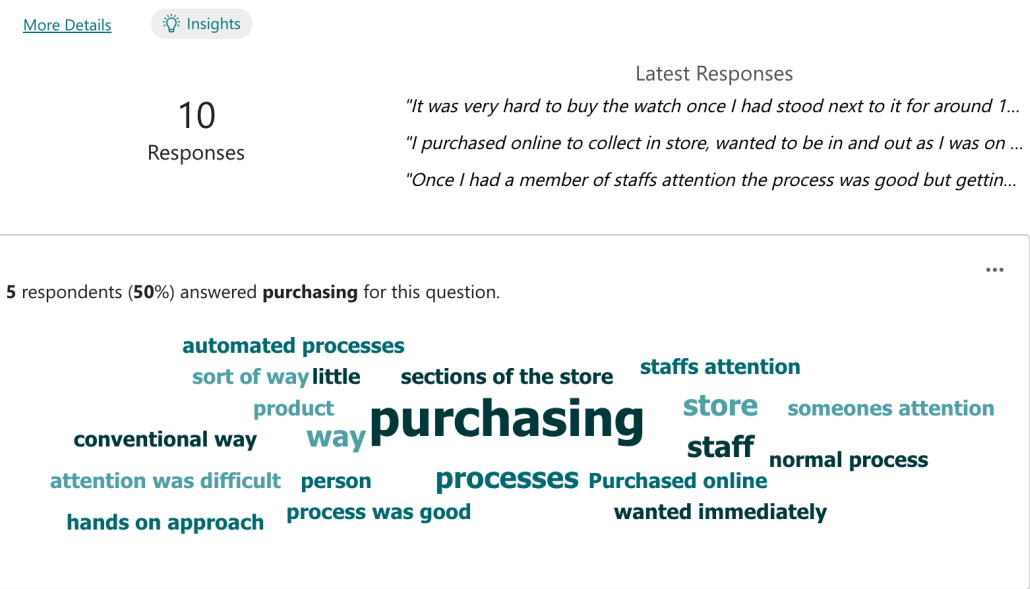 More Details
Insights
Latest Responses
10
Responses
"It was very hard to buy the watch once I had stood next to it for around 1...
"I purchased online to collect in store, wanted to be in and out as I was on ...
"Once I had a member of staffs attention the process was good but gettin...
5 respondents (50%) answered purchasing for this question.
automated processes
staffs attention
sort of way little sections of the store
product purchasing store someones attention
conventional way way staff
normal process
attention was difficult person processes Purchased online
hands on approach process was good wanted immediately